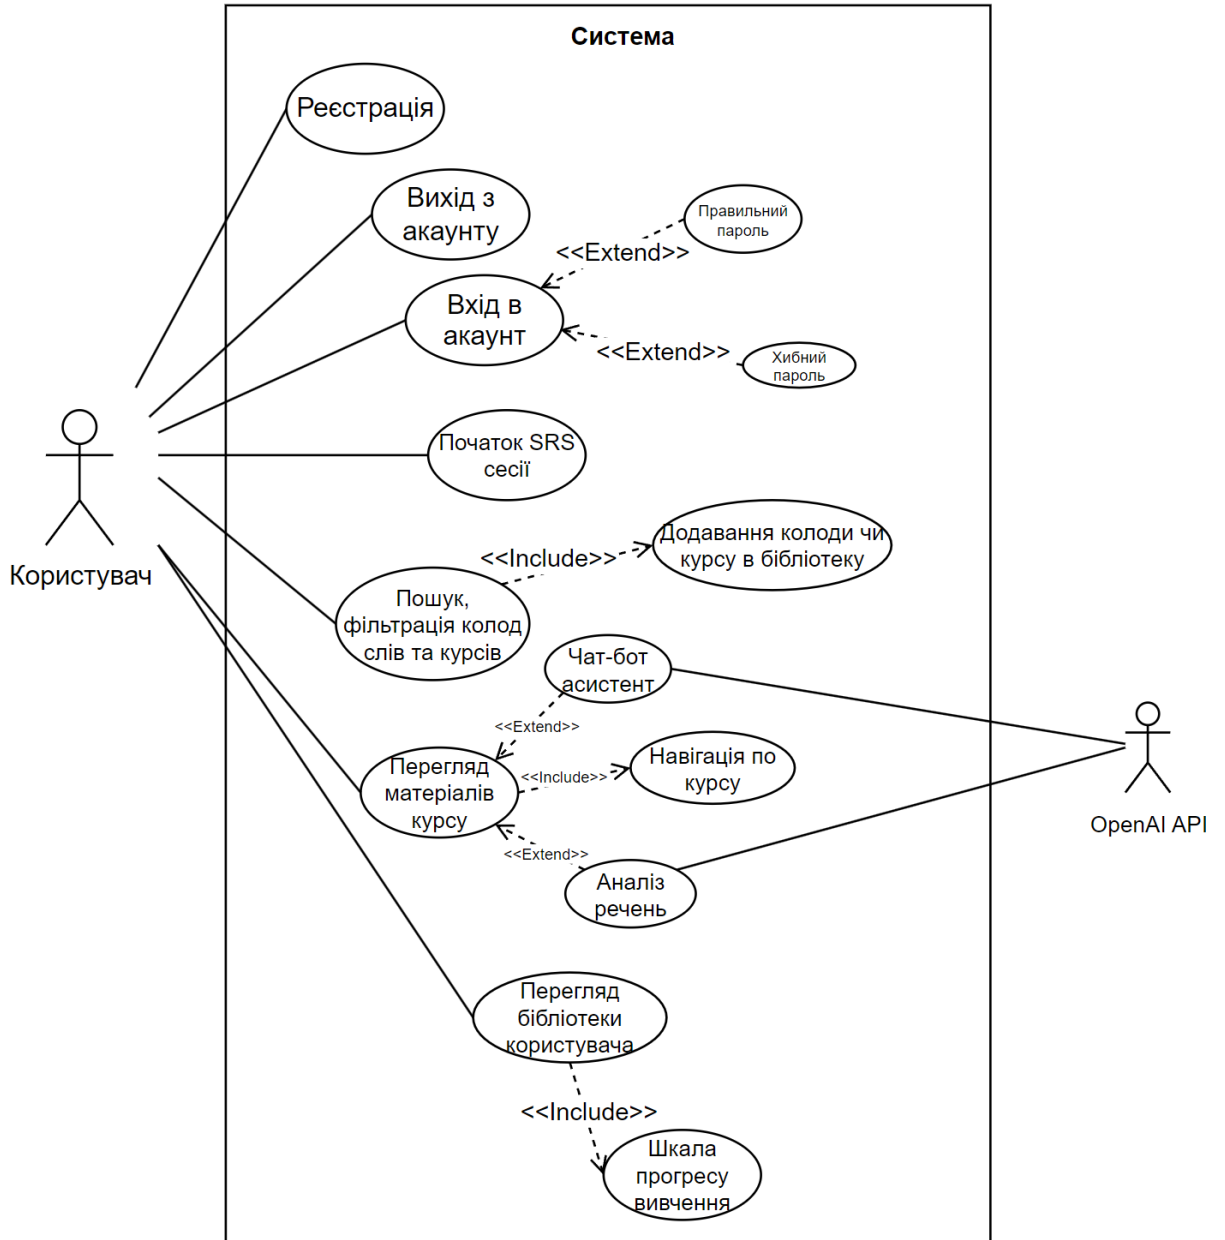 Система
Реєстрація
Вихід з
акаунту
Правильний
пароль
<<Extend>>
Вхід в
акаунт
<<Extend>>
Хибний
пароль
Початок SRS
сесії
Користувач
Додавання колоди чи
курсу в бібліотеку
<<Include>>
Пошук,
фільтрація колод
слів та курсів
Чат-бот
асистент
<<Extend>>
Перегляд
матеріалів
курсу
<<Include>>
Навігація по
курсу
<<Extend>>
Аналіз
речень
OpenAI API
Перегляд
бібліотеки
користувача
<<Include>>
Шкала
прогресу
вивчення